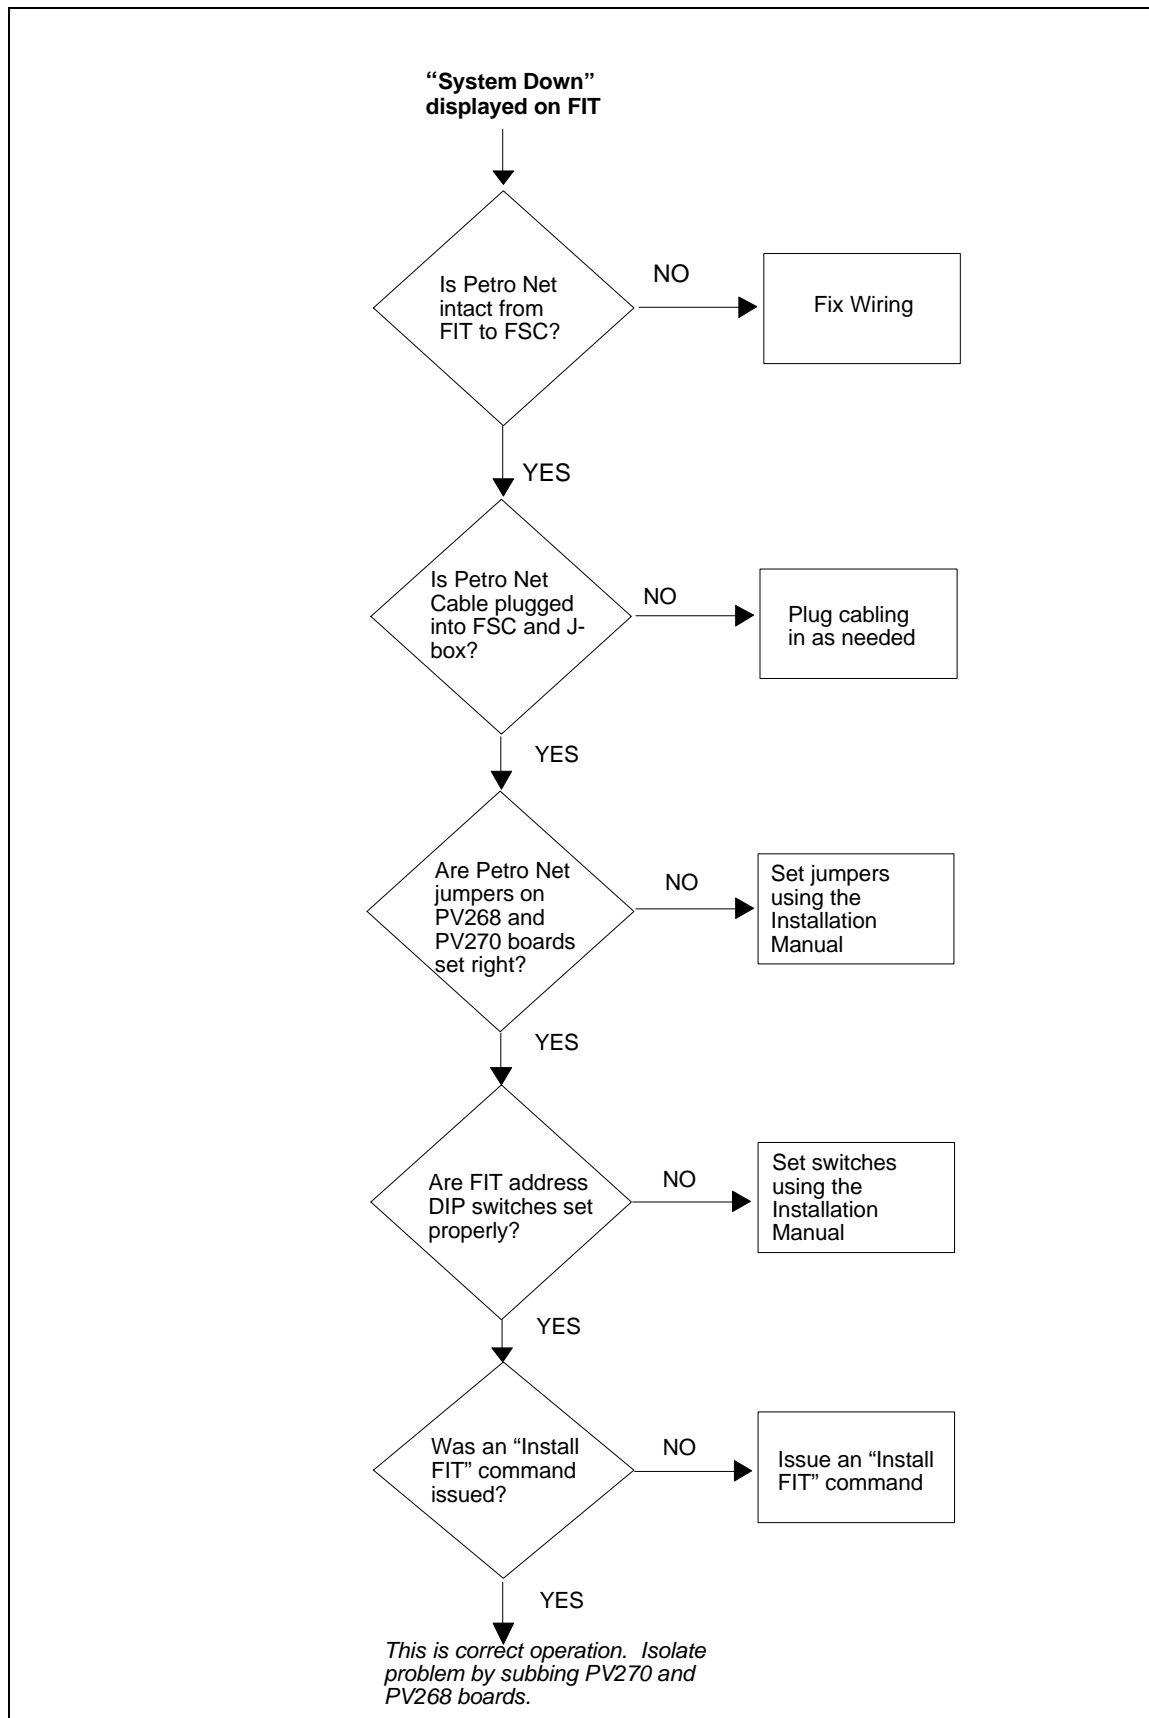 “System Down”
displayed on FIT
Is Petro Net
intact from
FIT to FSC?
NO
Fix Wiring
YES
Is Petro Net
Cable plugged
into FSC and J-
box?
NO
Plug cabling
in as needed
YES
Are Petro Net
jumpers on
PV268 and
PV270 boards
set right?
NO
Set jumpers
using the
Installation
Manual
YES
Are FIT address
DIP switches set
properly?
NO
Set switches
using the
Installation
Manual
YES
Was an “Install
FIT” command
issued?
NO
Issue an “Install
FIT” command
YES
This is correct operation.  Isolate
problem by subbing PV270 and
PV268 boards.